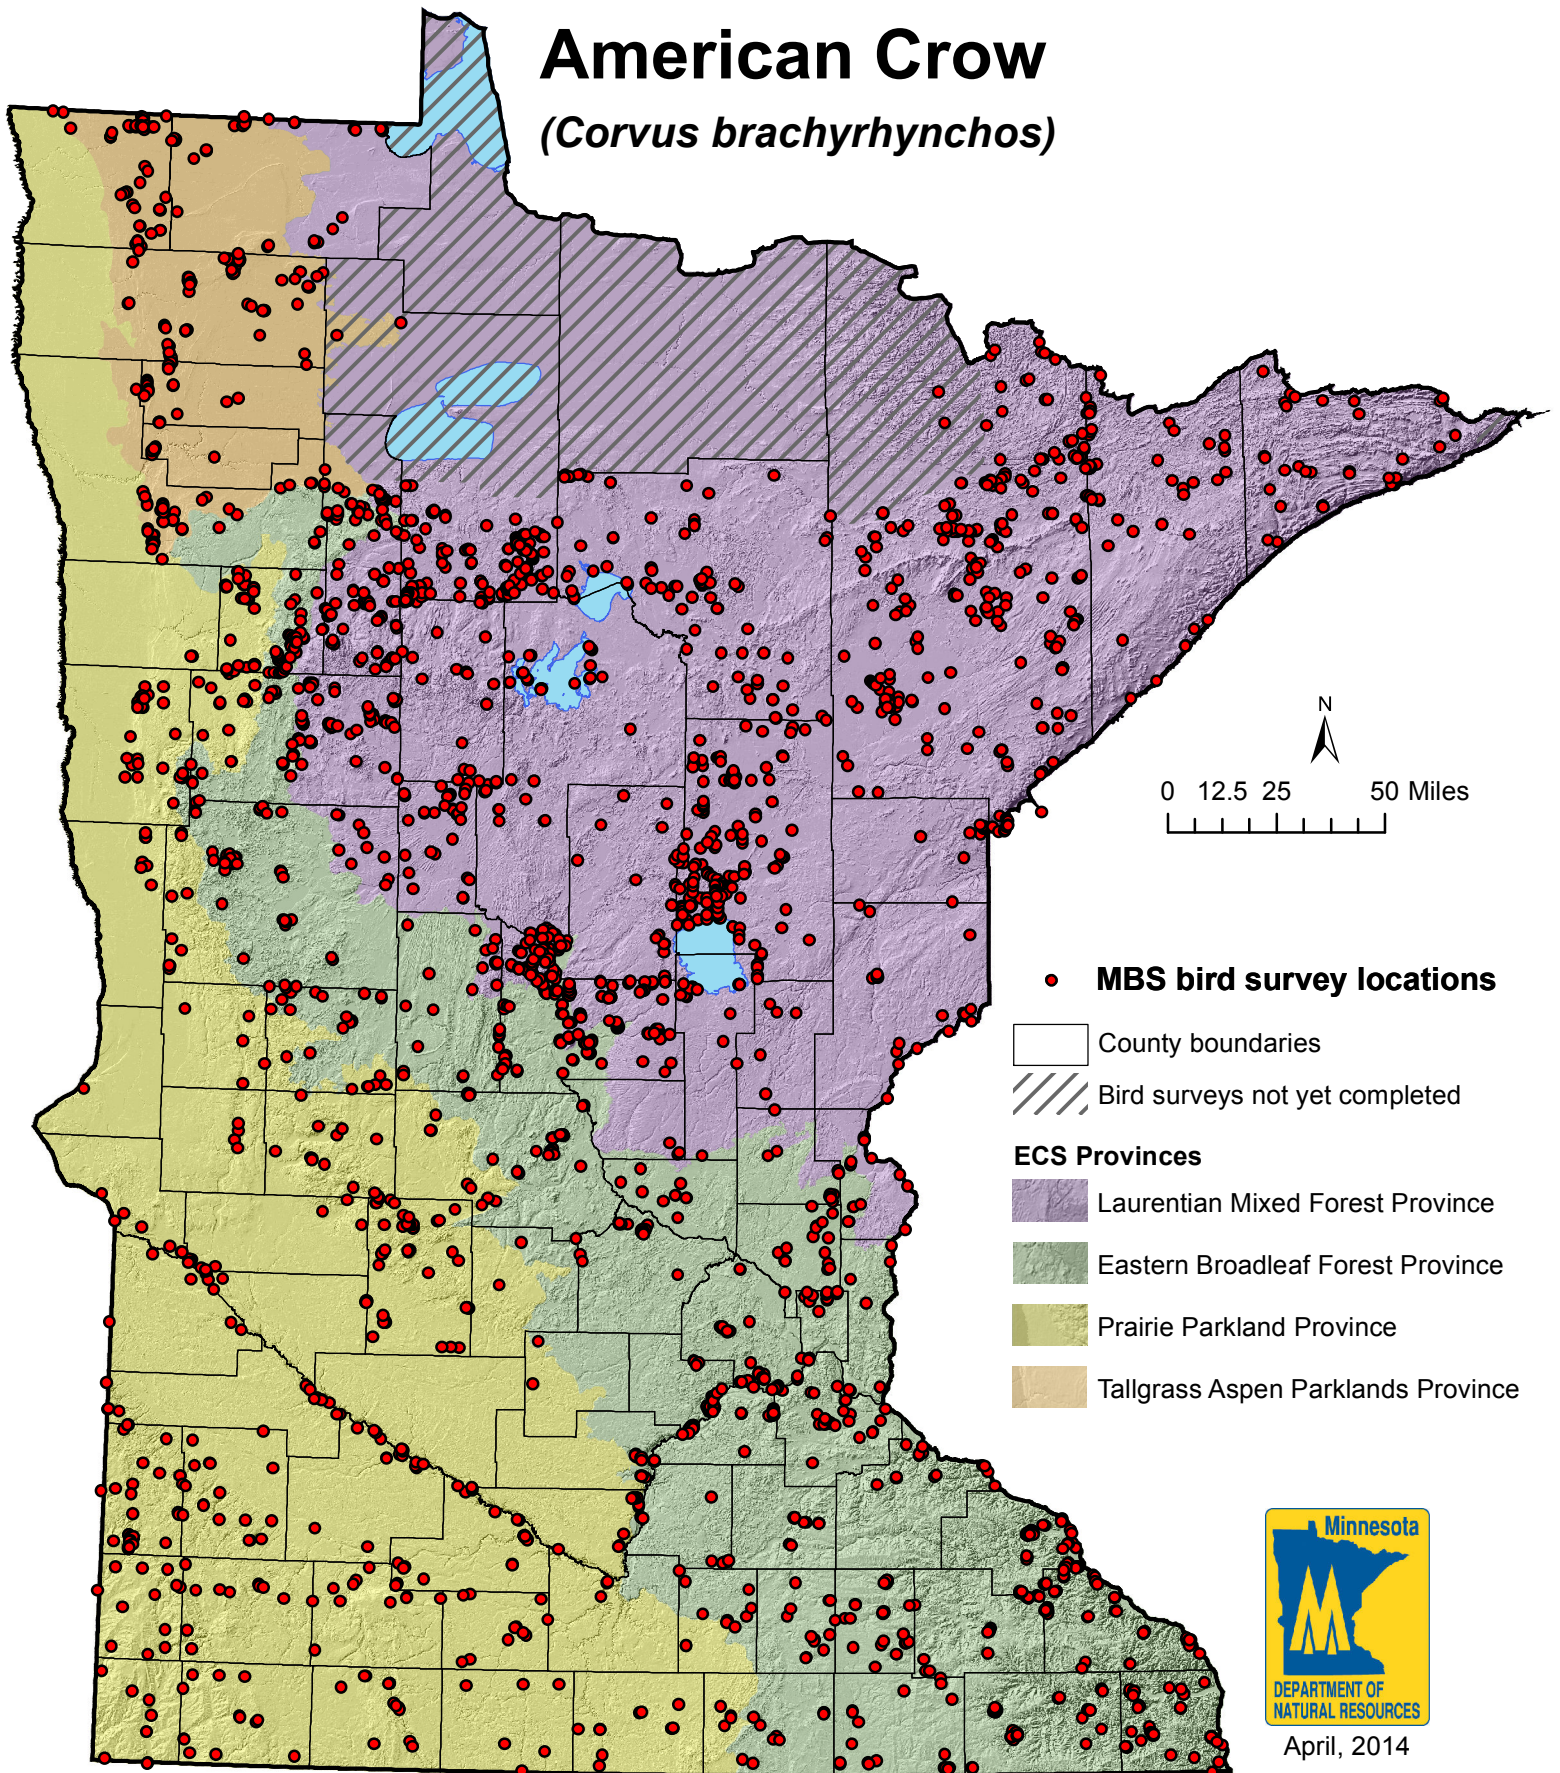 American Crow
(Corvus brachyrhynchos)
N
0 12.5 25 50 Miles
MBS bird survey locations
County boundaries
Bird surveys not yet completed
ECS Provinces
Laurentian Mixed Forest Province
Eastern Broadleaf Forest Province
Prairie Parkland Province
Tallgrass Aspen Parklands Province
Minnesota
DEPARTMENT OF
NATURAL RESOURCES
April, 2014